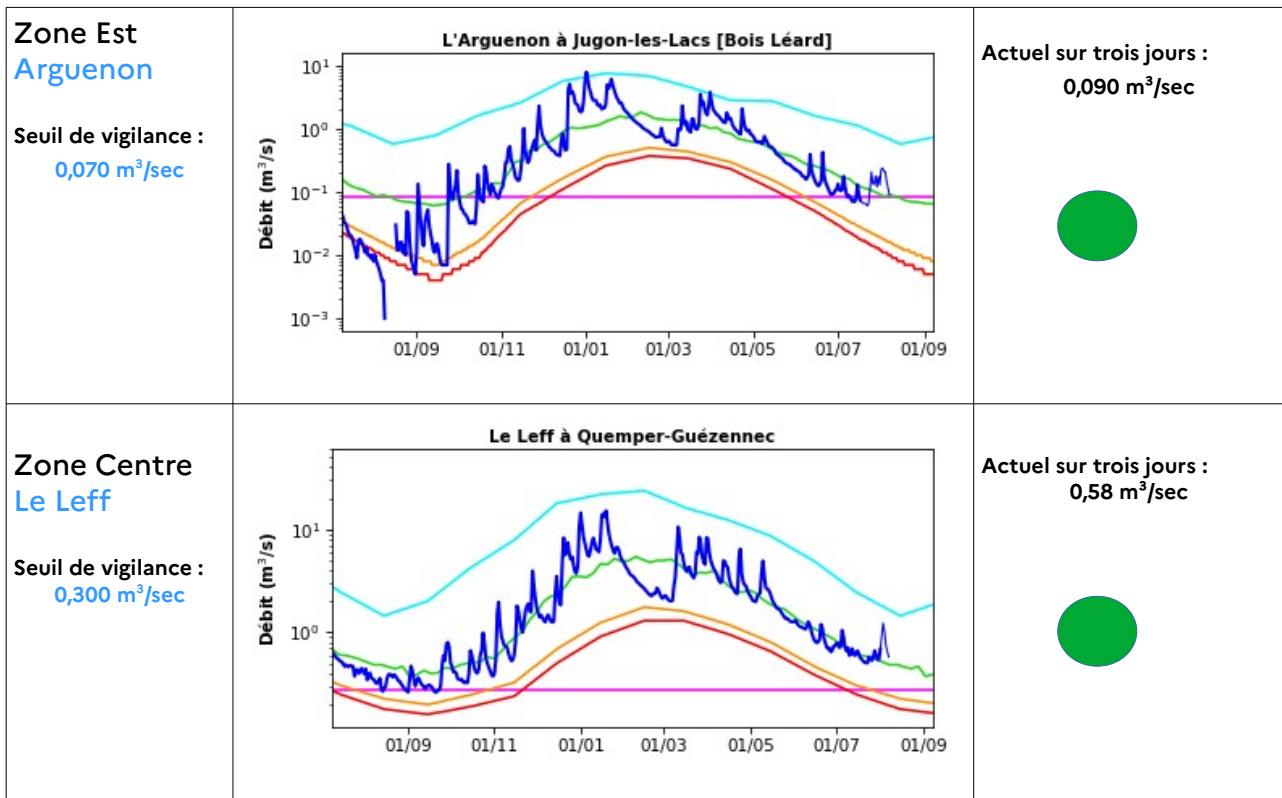 Zone Est
Arguenon
Seuil de vigilance :
0,070 m³/sec
L'Arguenon à Jugon-les-Lacs [Bois Léard]
Débit (m³/s)
10¹
10⁰
10⁻¹
10⁻²
10⁻³
01/09 01/11 01/01 01/03 01/05 01/07 01/09
Actuel sur trois jours :
0,090 m³/sec
Zone Centre
Le Leff
Seuil de vigilance :
0,300 m³/sec
Le Leff à Quemper-Guézennec
Débit (m³/s)
10¹
10⁰
01/09 01/11 01/01 01/03 01/05 01/07 01/09
Actuel sur trois jours :
0,58 m³/sec